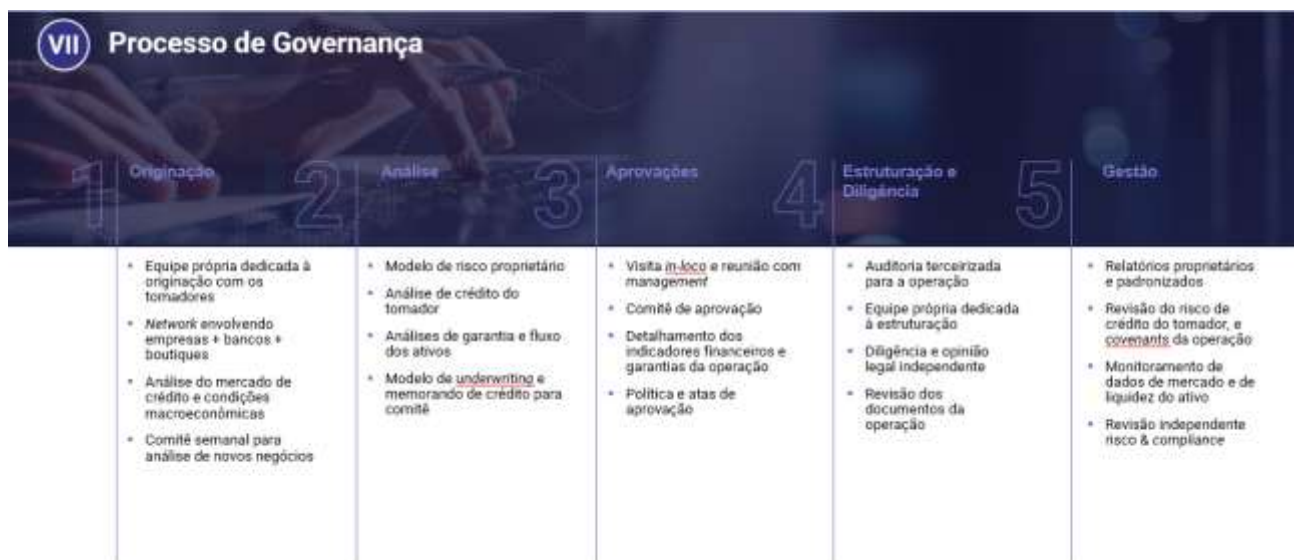 VII Processo de Governança
1 Originação
• Equipe própria dedicada à
originação com os
tomadores
• Network envolvendo
empresas + bancos +
boutiques
• Análise do mercado de
crédito e condições
macroeconômicas
• Comitê semanal para
análise de novos negócios
2 Análise
• Modelo de risco proprietário
• Análise de crédito do
tomador
• Análises de garantia e fluxo
dos ativos
• Modelo de underwriting e
memorando de crédito para
comitê
3 Aprovações
• Visita in-loco e reunião com
management
• Comitê de aprovação
• Detalhamento dos
indicadores financeiros e
garantias da operação
• Política e atas de
aprovação
4 Estruturação e
Diligência
• Auditoria terceirizada
para a operação
• Equipe própria dedicada
à estruturação
• Diligência e opinião
legal independente
• Revisão dos
documentos da
operação
5 Gestão
• Relatórios proprietários
e padronizados
• Revisão do risco de
crédito do tomador, e
covenants da operação
• Monitoramento de
dados de mercado e de
liquidez do ativo
• Revisão independente
risco & compliance